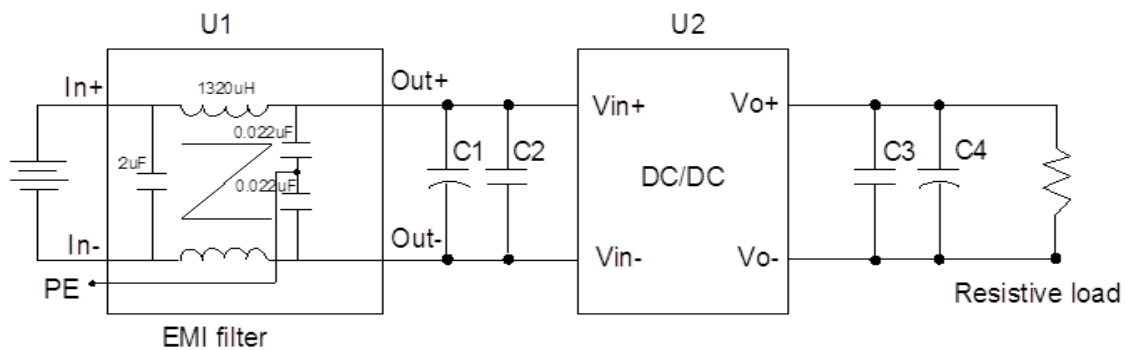 U1
U2
In+
1320uH
Out+
Vin+
Vo+
0.022uF
2uF
C1
C2
DC/DC
C3
C4
0.022uF
In-
Out-
Vin-
Vo-
PE
Resistive load
EMI filter